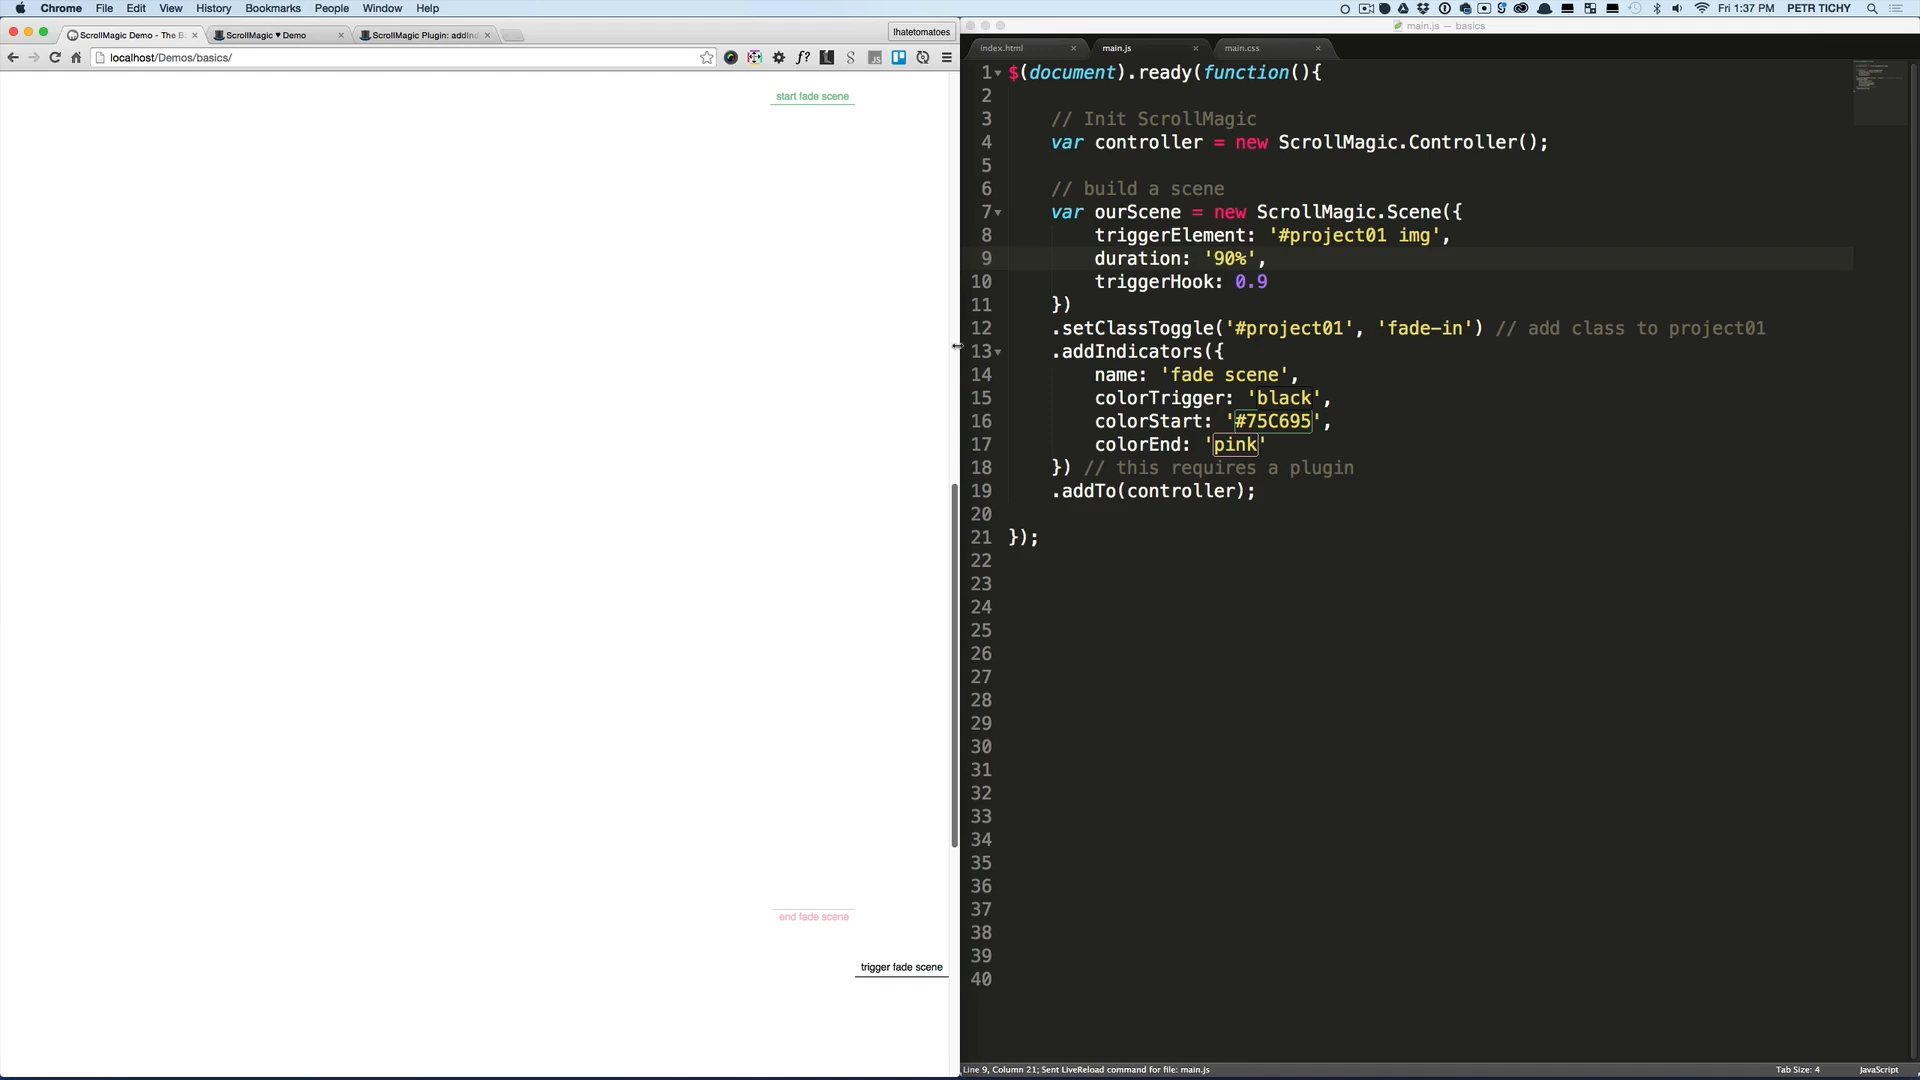 Chrome File Edit View History Bookmarks People Window Help
Fri 1:37 PM PETR TICHY
ScrollMagic Demo - The B
ScrollMagic ♥ Demo
ScrollMagic Plugin: addInd
Ihatetomatoes
localhost/Demos/basics/
start fade scene
end fade scene
trigger fade scene
main.js — basics
index.html
main.js
main.css
1 $(document).ready(function(){
2
3 // Init ScrollMagic
4 var controller = new ScrollMagic.Controller();
5
6 // build a scene
7 var ourScene = new ScrollMagic.Scene({
8 triggerElement: '#project01 img',
9 duration: '90%',
10 triggerHook: 0.9
11 })
12 .setClassToggle('#project01', 'fade-in') // add class to project01
13 .addIndicators({
14 name: 'fade scene',
15 colorTrigger: 'black',
16 colorStart: '#75C695',
17 colorEnd: 'pink'
18 }) // this requires a plugin
19 .addTo(controller);
20
21 });
22
23
24
25
26
27
28
29
30
31
32
33
34
35
36
37
38
39
40
Line 9, Column 21; Sent LiveReload command for file: main.js
Tab Size: 4
JavaScript